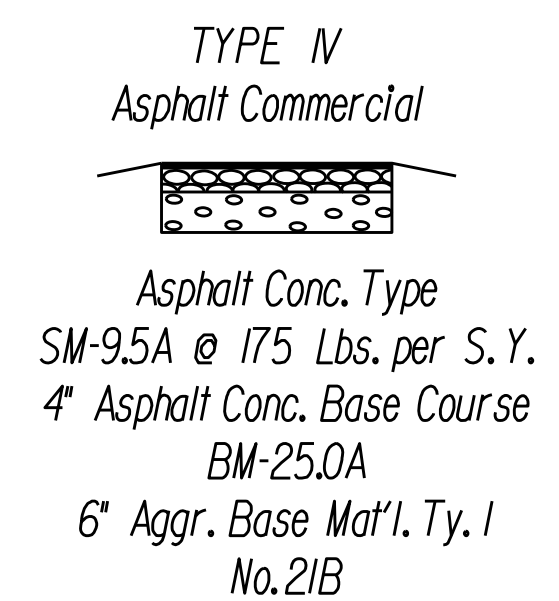 TYPE IV
Asphalt Commercial
Asphalt Conc. Type
SM-9.5A @ 175 Lbs. per S.Y.
4" Asphalt Conc. Base Course
BM-25.0A
6" Aggr. Base Mat'l. Ty. I
No. 21B